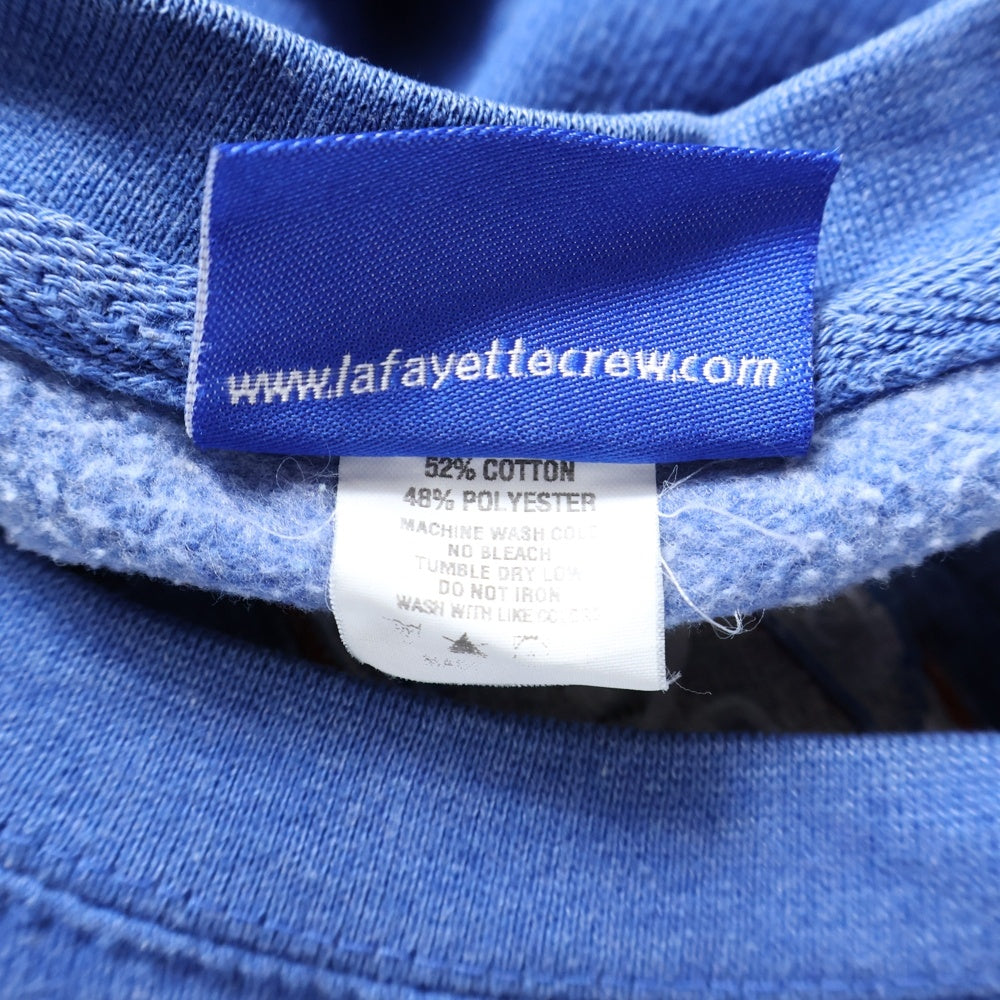 www.lafayettecrew.com
52% COTTON
48% POLYESTER
MACHINE WASH COLD
NO BLEACH
TUMBLE DRY LOW
DO NOT IRON
WASH WITH LIKE COLORS